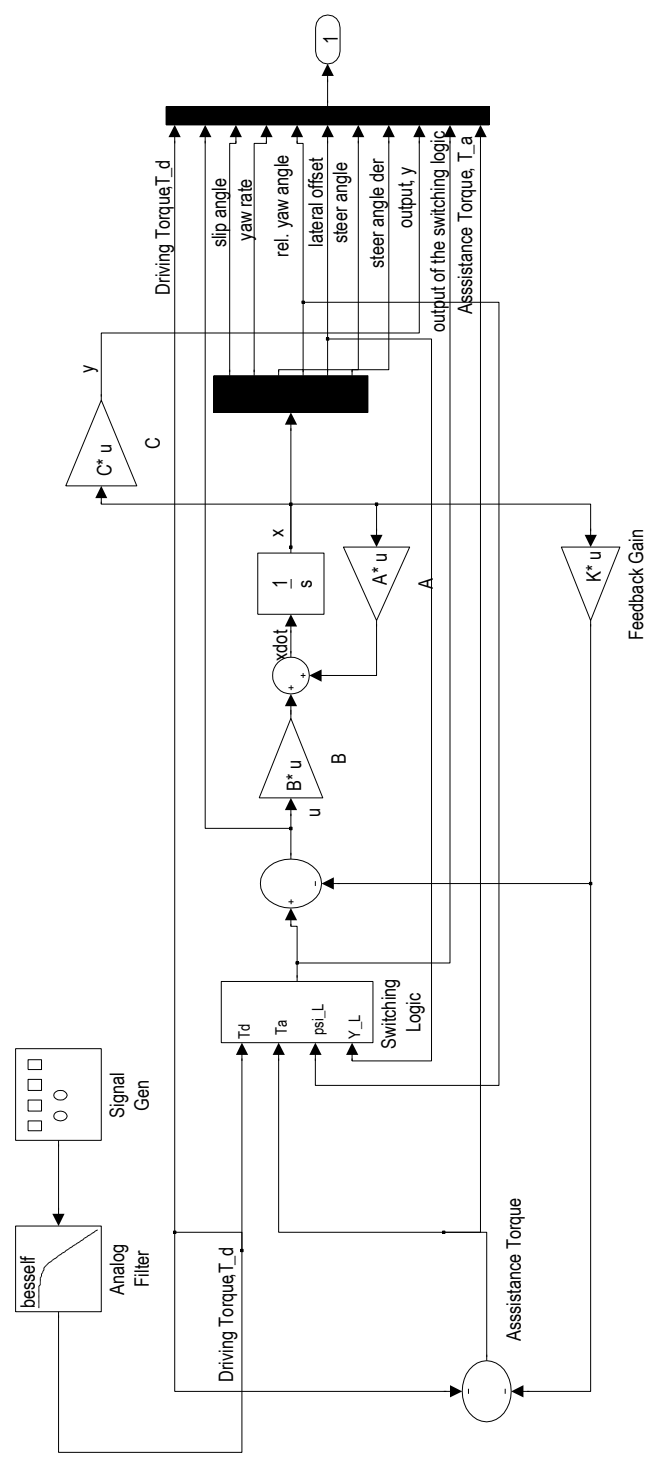 1
Driving Torque,T_d
slip angle
yaw rate
rel. yaw angle
lateral offset
steer angle
steer angle der
output, y
output of the switching logic
Asssistance Torque, T_a
y
C* u
C
x
1
s
A* u
A
K* u
Feedback Gain
xdot
+
+
B* u
B
u
+
-
Td
Ta
psi_L
Y_L
Switching
Logic
Signal
Gen
besself
Analog
Filter
Driving Torque,T_d
Asssistance Torque
-
-